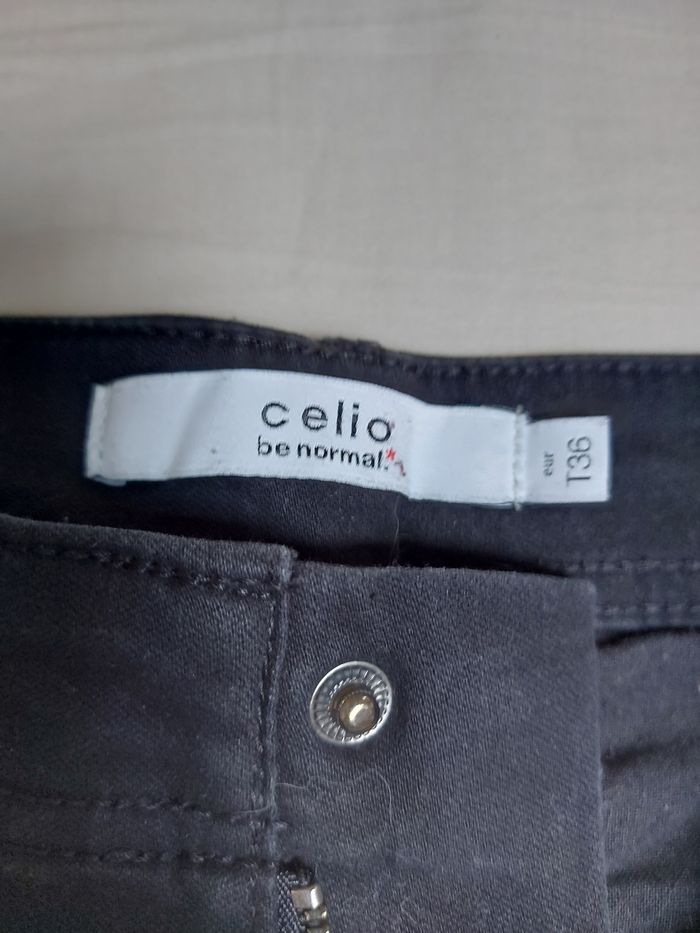 celio
be normal.*
eur
T36